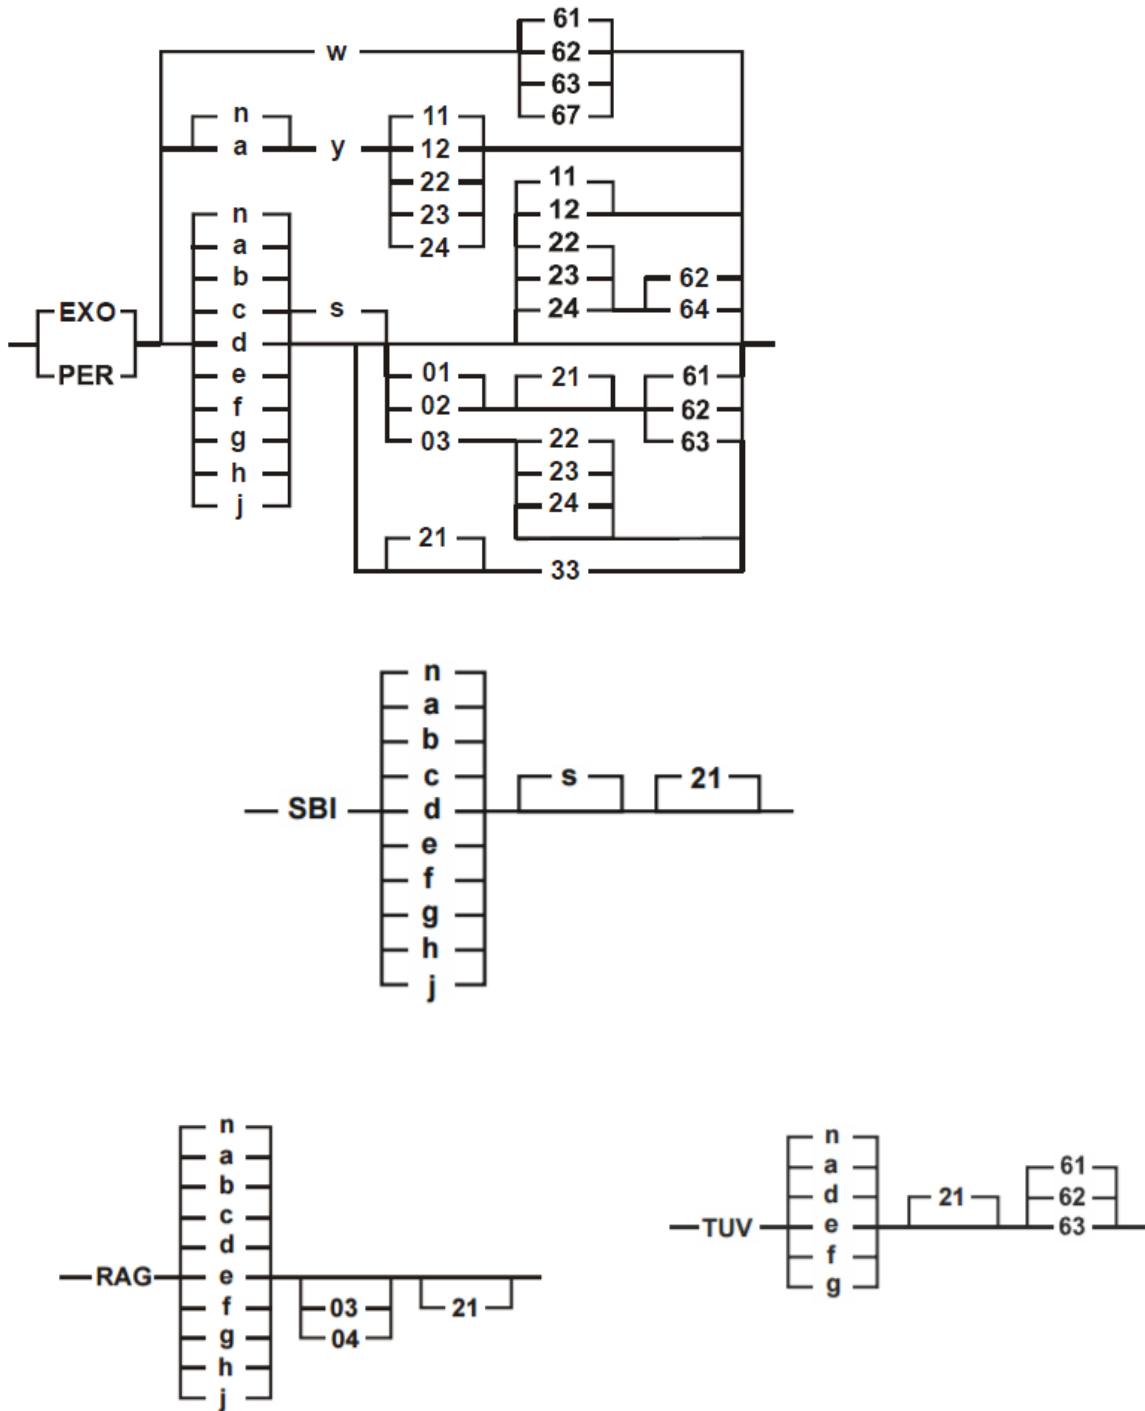 61
w 62
63
n 11 67
a y 12
22 11
n 23 12
a 24 22
b 23 62
EXO c s 24 64
d
PER e 01 21 61
f 02 62
g 03 22 63
h 23
j 24
21
33
n
a
b
c s 21
SBI d
e
f
g
h
j
n
a
b
c
d
RAG e
f 03 21
g 04
h
j
n
a 61
d 21 62
TUV e 63
f
g